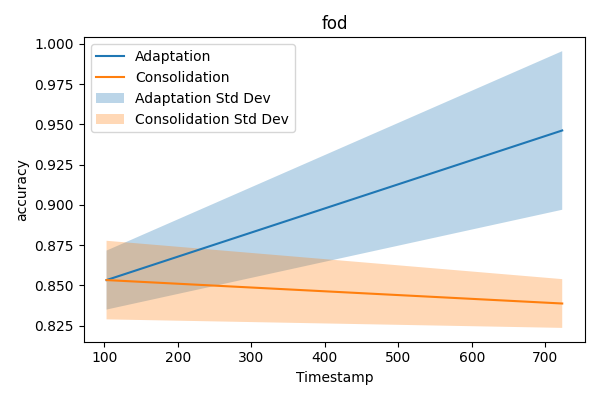 fod
Adaptation
Consolidation
Adaptation Std Dev
Consolidation Std Dev
accuracy
1.000
0.975
0.950
0.925
0.900
0.875
0.850
0.825
100 200 300 400 500 600 700
Timestamp